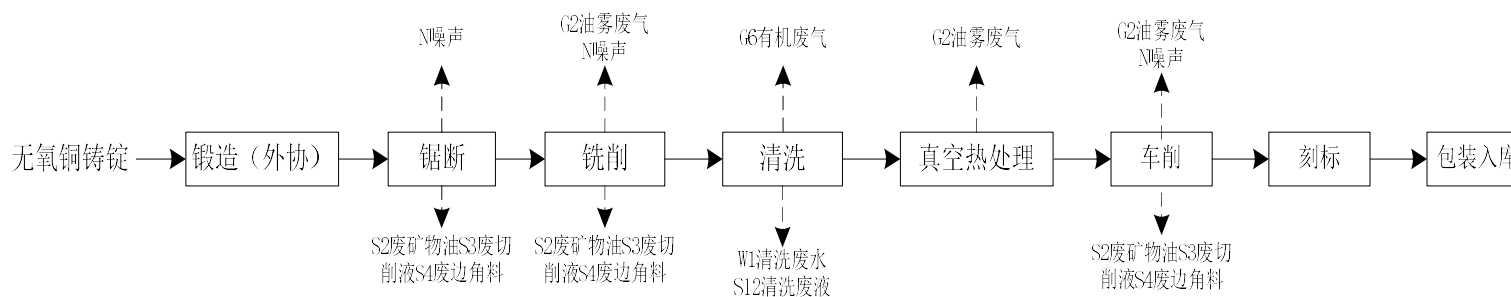 N噪声
G2油雾废气
N噪声
G6有机废气
G2油雾废气
G2油雾废气
N噪声
无氧铜铸锭
锻造（外协）
锯断
铣削
清洗
真空热处理
车削
刻标
包装入库
S2废矿物油S3废切
削液S4废边角料
S2废矿物油S3废切
削液S4废边角料
W1清洗废水
S12清洗废液
S2废矿物油S3废切
削液S4废边角料